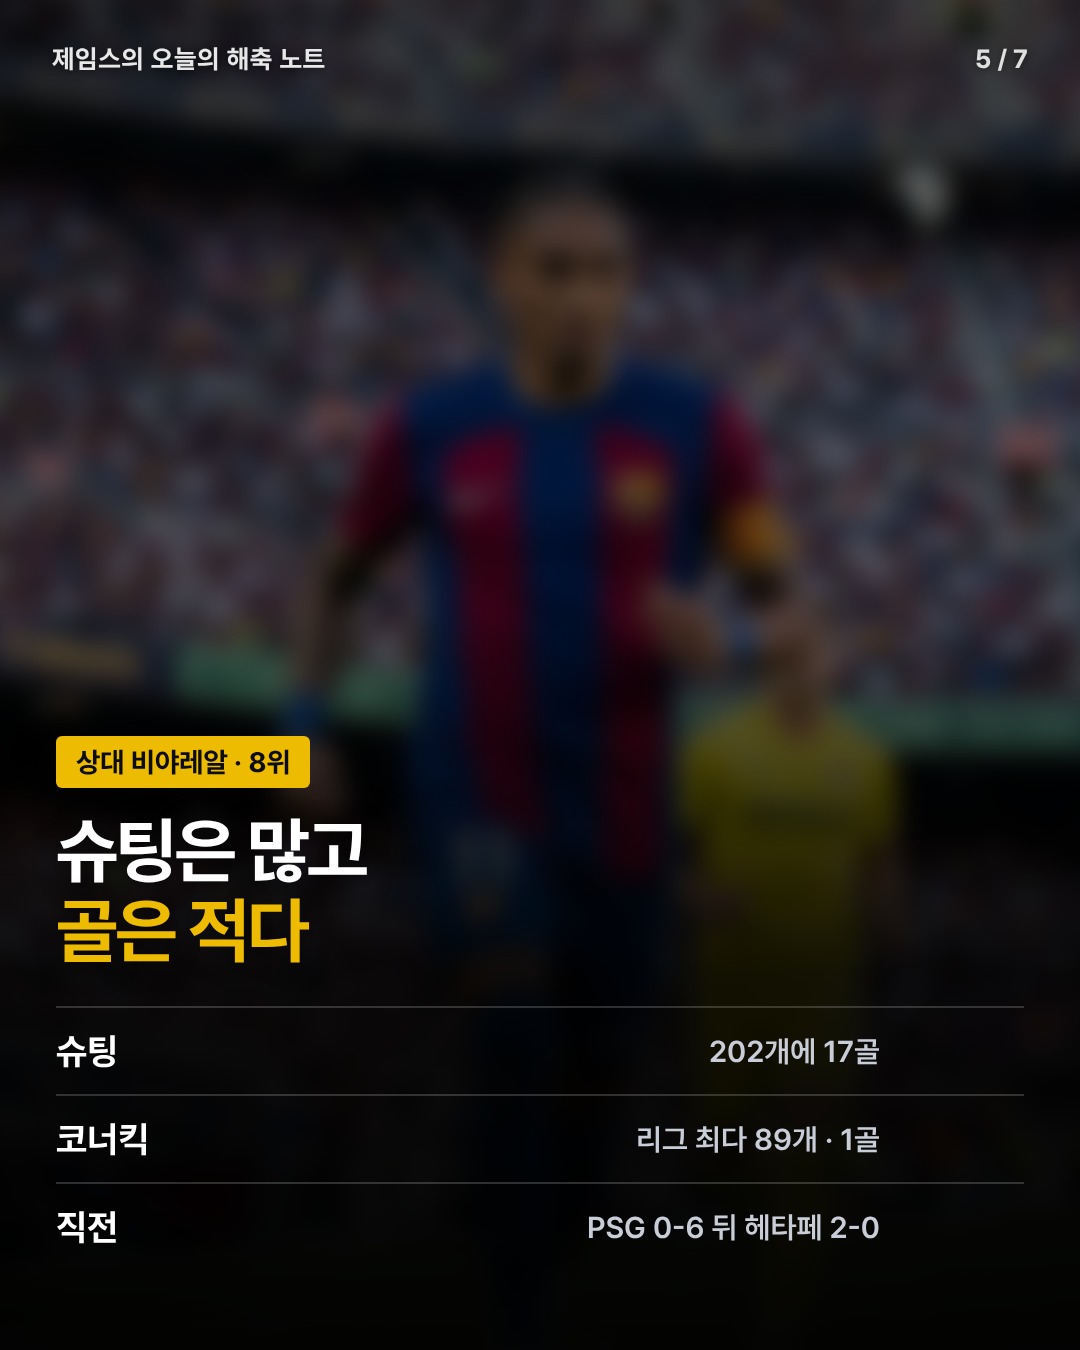 제임스의 오늘의 해축 노트
5 / 7
상대 비야레알 · 8위
슈팅은 많고
골은 적다
슈팅 202개에 17골
코너킥 리그 최다 89개 · 1골
직전 PSG 0-6 뒤 헤타페 2-0